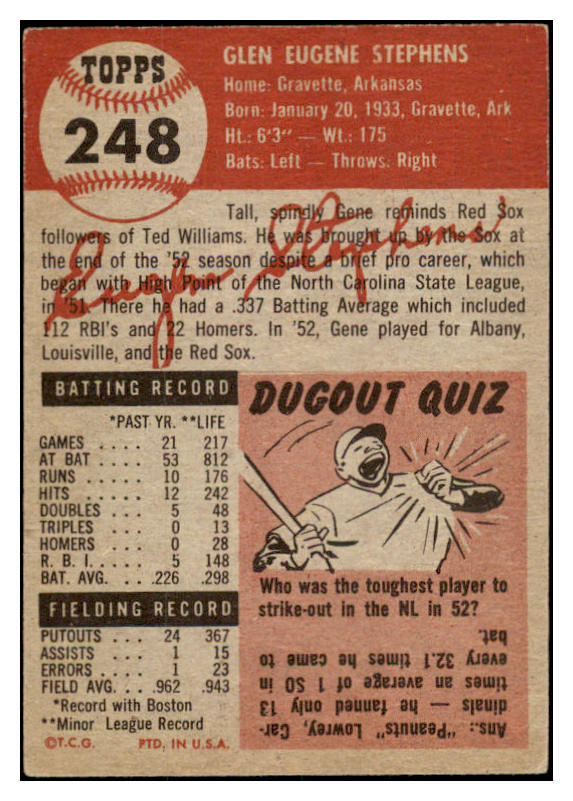 TOPPS
248
GLEN EUGENE STEPHENS
Home: Gravette, Arkansas
Born: January 20, 1933, Gravette, Ark
Ht.: 6'3" — Wt.: 175
Bats: Left — Throws: Right
Tall, spindly Gene reminds Red Sox
followers of Ted Williams. He was brought up by the Sox at
the end of the '52 season despite a brief pro career, which
began with High Point of the North Carolina State League,
in '51. There he had a .337 Batting Average which included
112 RBI's and 22 Homers. In '52, Gene played for Albany,
Louisville, and the Red Sox.
Eugene Stephens
BATTING RECORD
*PAST YR. **LIFE
GAMES .... 21 217
AT BAT .... 53 812
RUNS .... 10 176
HITS .... 12 242
DOUBLES ... 5 48
TRIPLES ... 0 13
HOMERS ... 0 28
R. B. I. .... 5 148
BAT. AVG. ... .226 .298
FIELDING RECORD
PUTOUTS ... 24 367
ASSISTS ... 1 15
ERRORS .... 1 23
FIELD AVG. .. .962 .943
*Record with Boston
**Minor League Record
©T.C.G. PTD. IN U.S.A.
DUGOUT QUIZ
Who was the toughest player to
strike-out in the NL in 52?
Ans.: "Peanuts" Lowrey, Car-
dinals — he fanned only 13
times an average of 1 SO in
every 32.1 times he came to
bat.